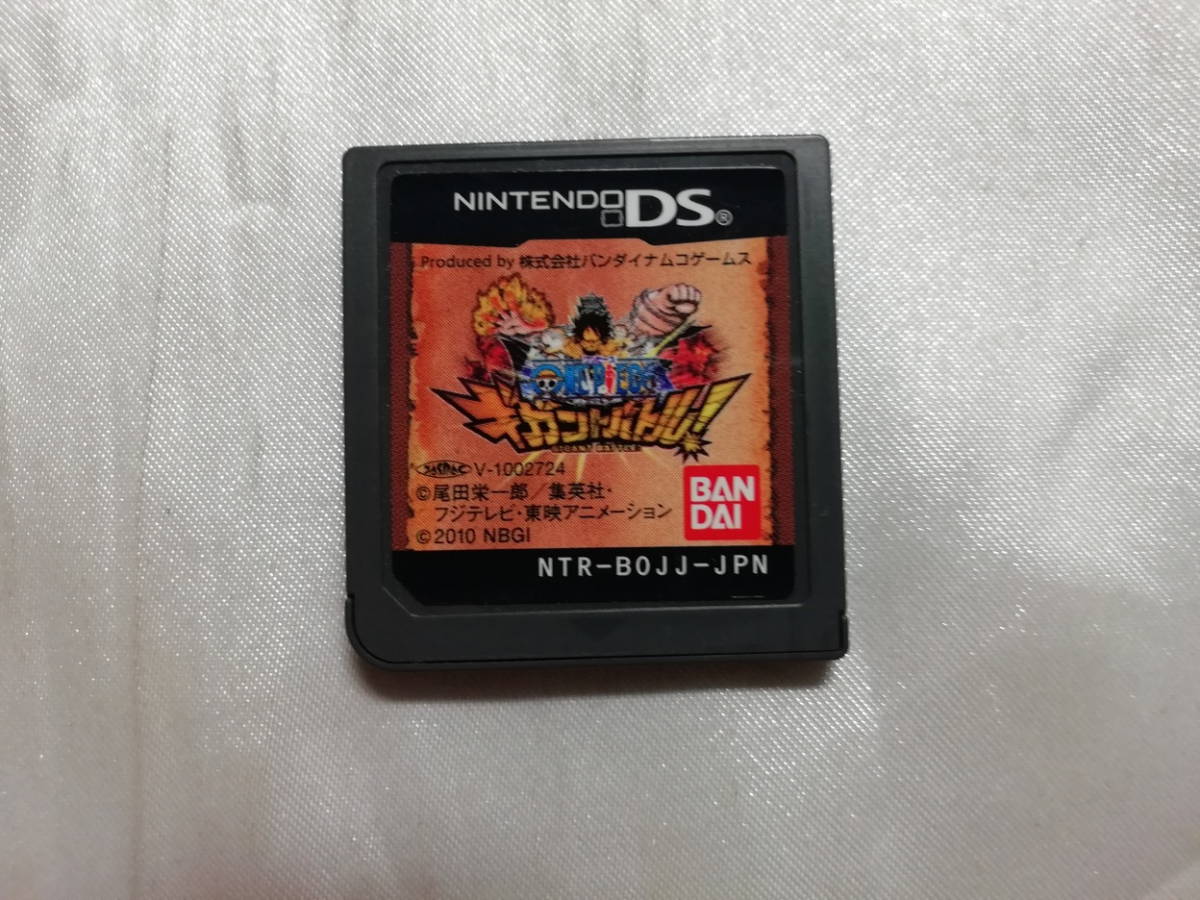 NINTENDO DS®
Produced by 株式会社バンダイナムコゲームス
ONE PIECE
ギガントバトル!
GIGANT BATTLE
V-1002724
©尾田栄一郎/集英社・
フジテレビ・東映アニメーション
©2010 NBGI
BAN
DAI
NTR-BOJJ-JPN